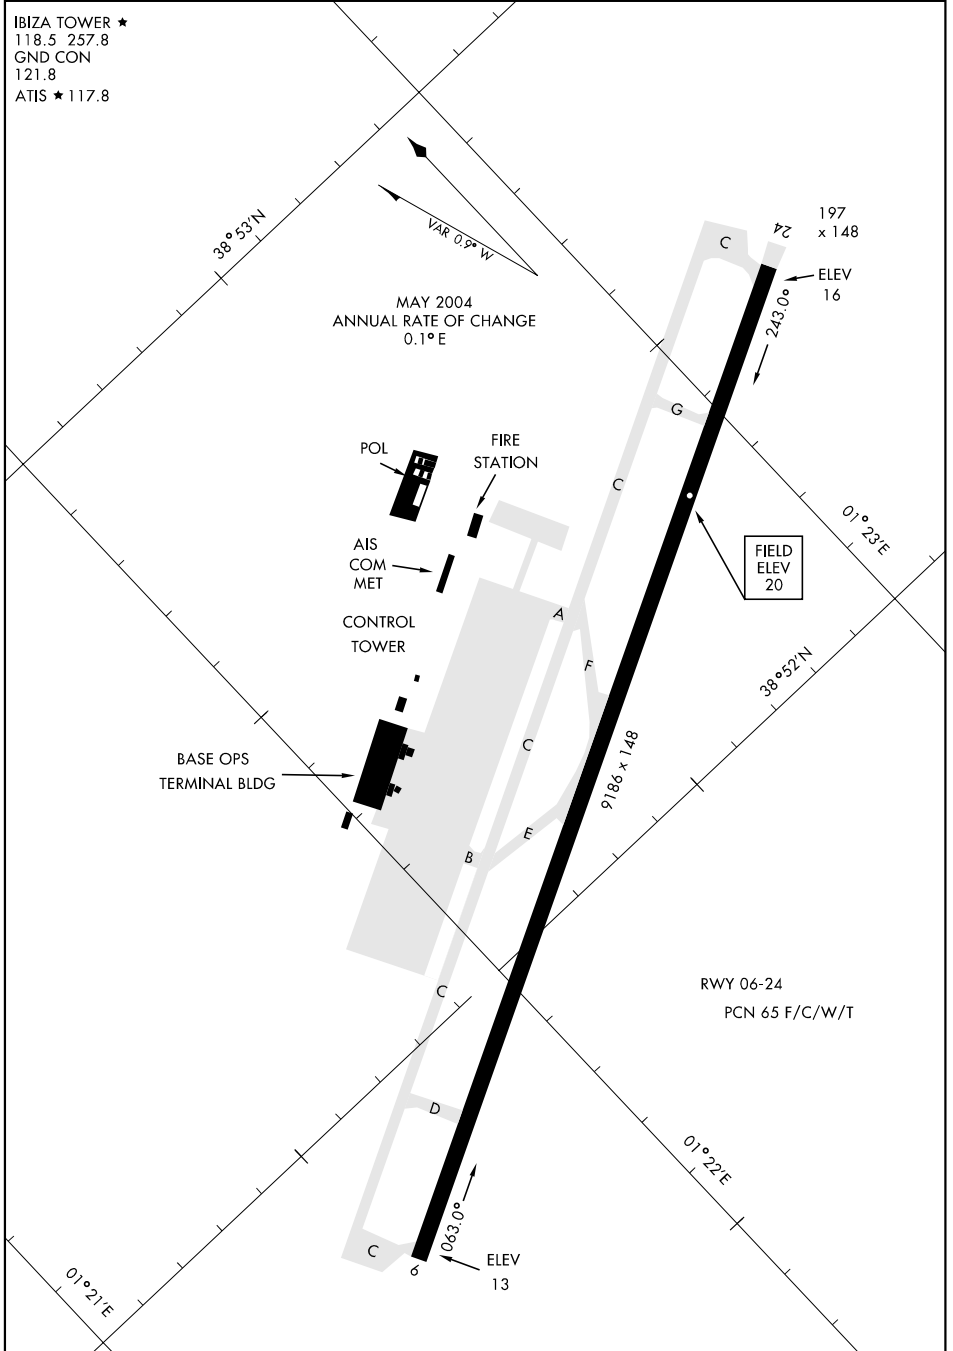 IBIZA TOWER ★
118.5 257.8
GND CON
121.8
ATIS ★ 117.8
38°53'N
VAR 0.9° W
MAY 2004
ANNUAL RATE OF CHANGE
0.1° E
C
24
197
x 148
ELEV
16
243.0°
G
POL
FIRE
STATION
C
01°23'E
AIS
COM
MET
FIELD
ELEV
20
A
CONTROL
TOWER
F
38°52'N
C
BASE OPS
TERMINAL BLDG
9186 x 148
E
B
C
RWY 06-24
PCN 65 F/C/W/T
D
01°22'E
063.0°
C
6
ELEV
13
01°21'E